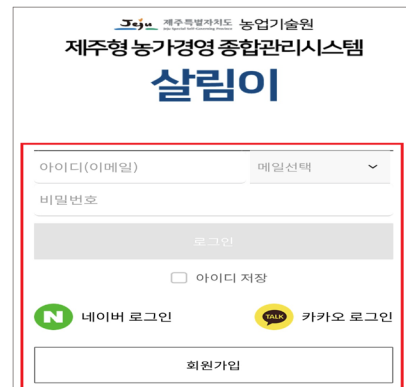 Jeju 제주특별자치도 농업기술원
제주형 농가경영 종합관리시스템
살림이
아이디(이메일) 메일선택
비밀번호
로그인
아이디 저장
N 네이버 로그인 TALK 카카오 로그인
회원가입